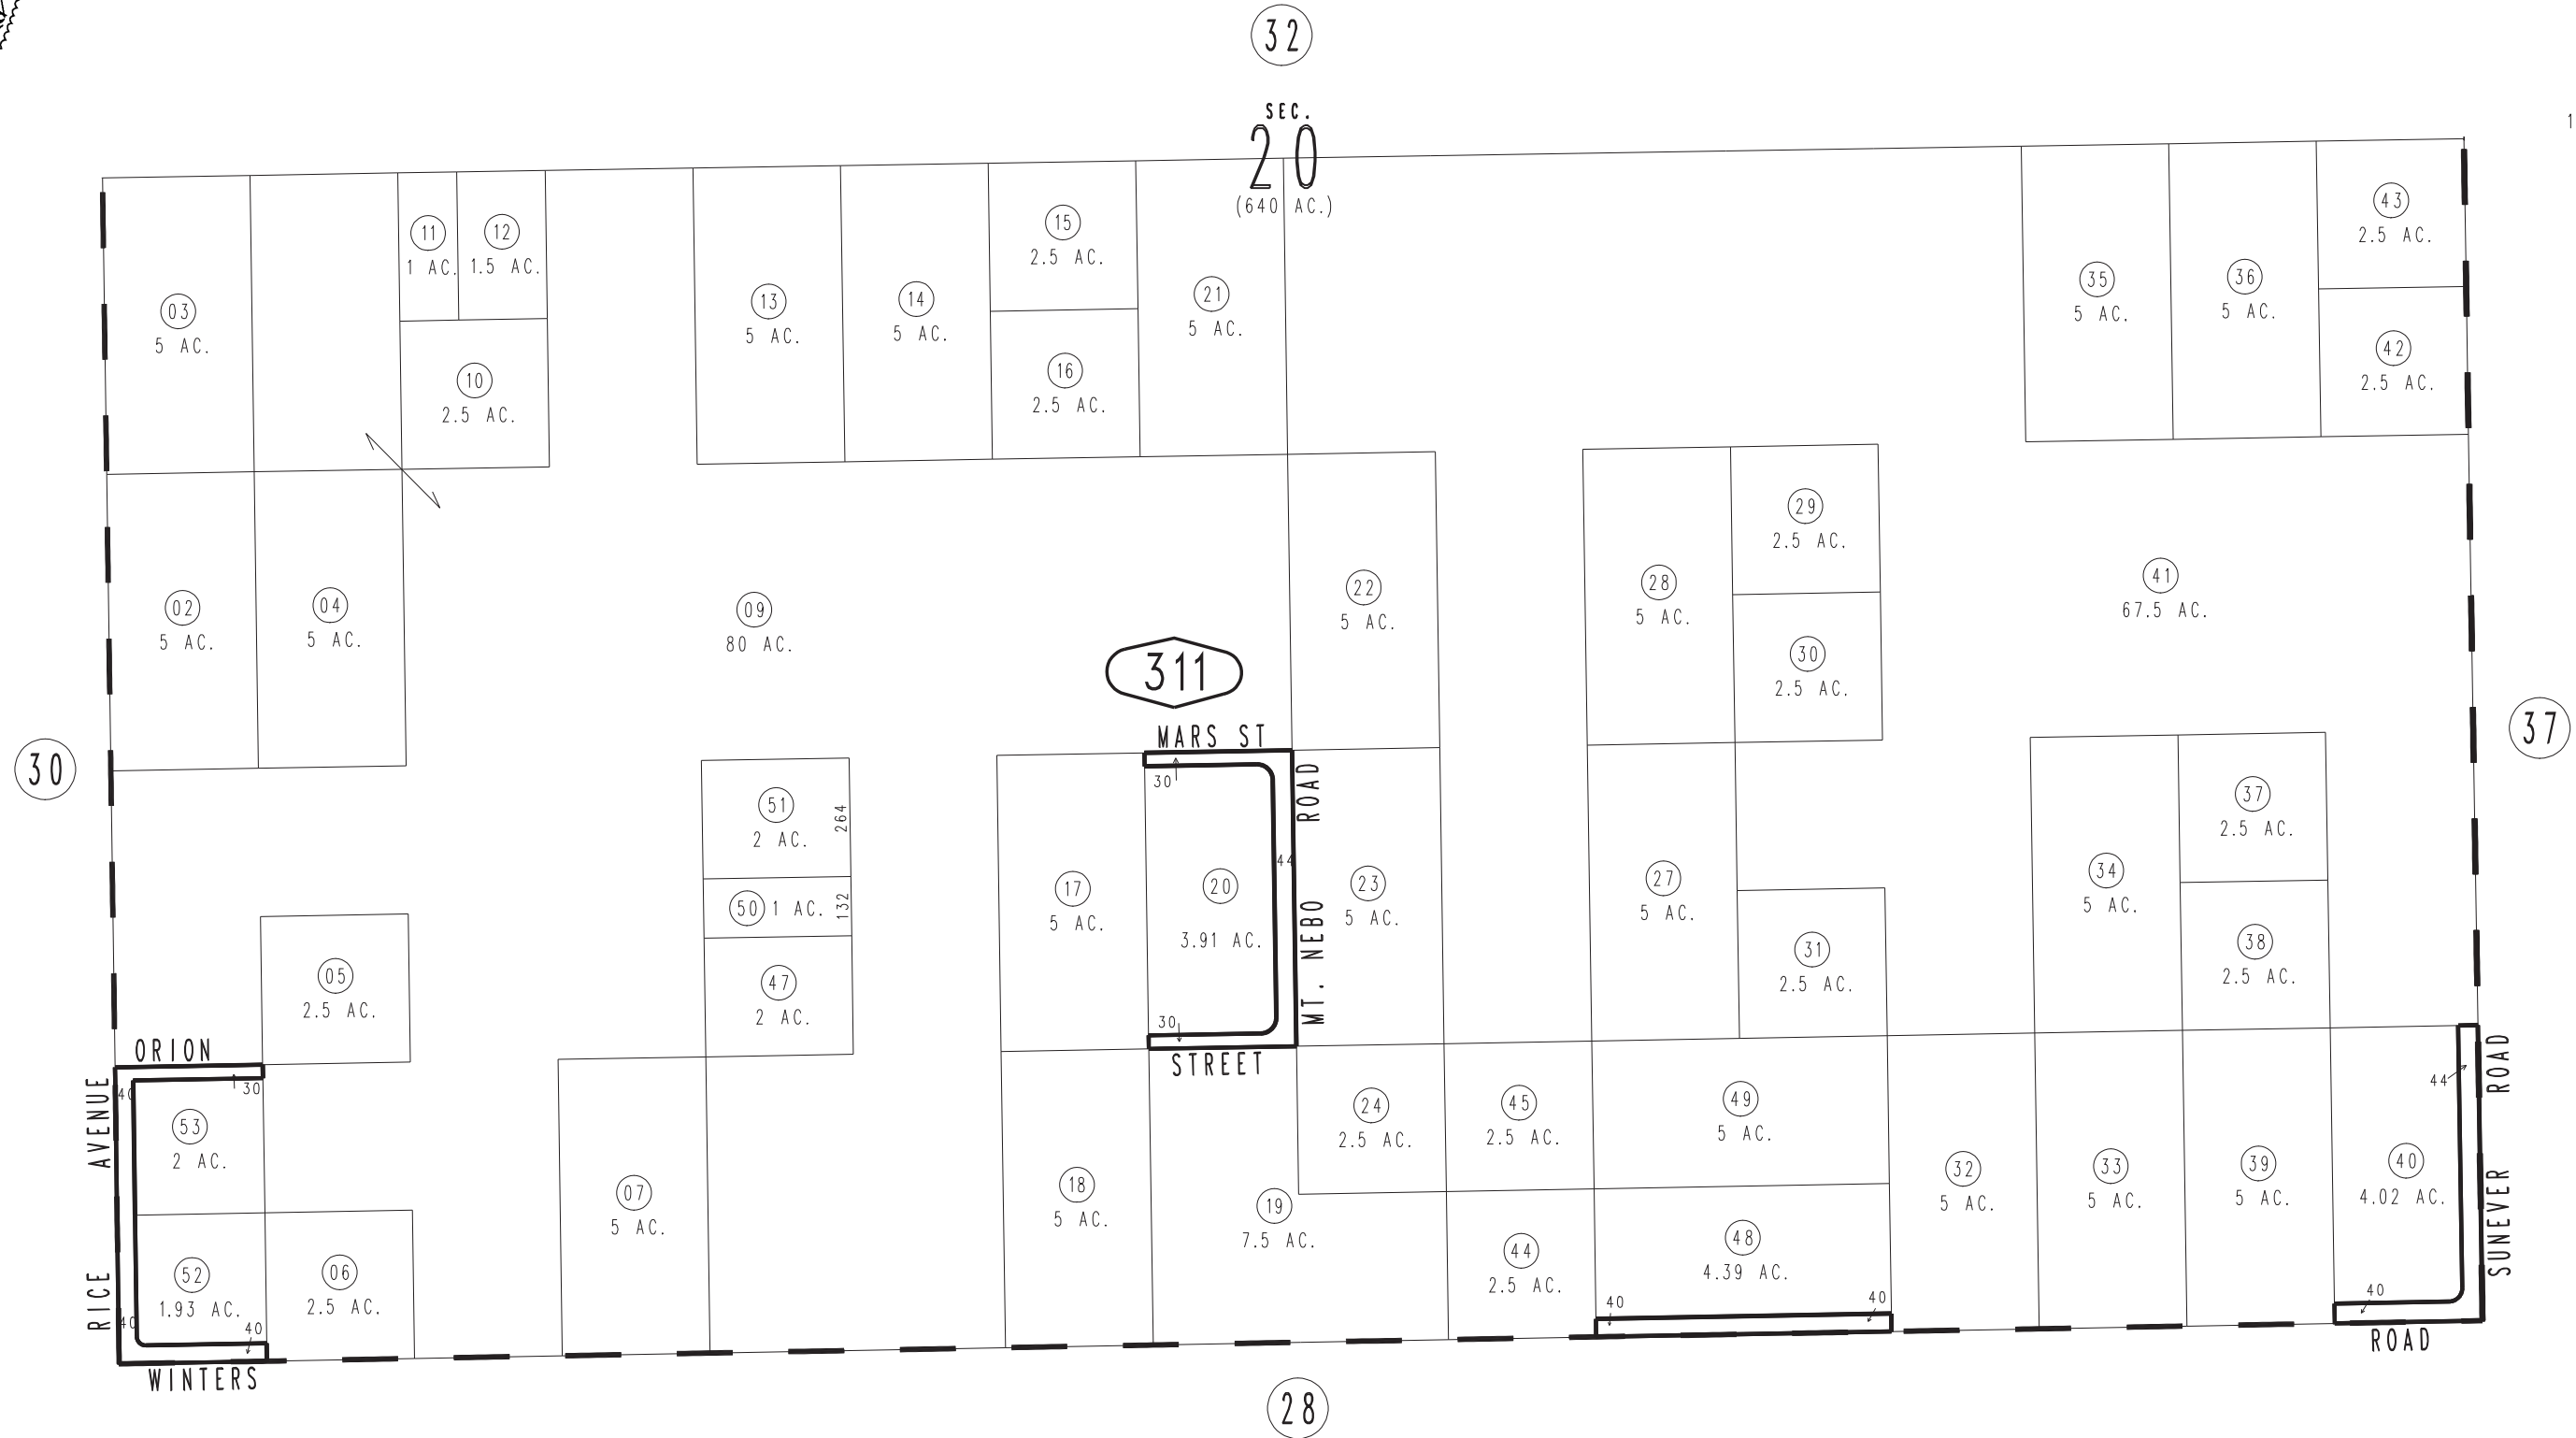 32
SEC.
20
(640 AC.)
1
03
5 AC.
11
1 AC.
12
1.5 AC.
10
2.5 AC.
13
5 AC.
14
5 AC.
15
2.5 AC.
16
2.5 AC.
21
5 AC.
35
5 AC.
36
5 AC.
43
2.5 AC.
42
2.5 AC.
02
5 AC.
04
5 AC.
09
80 AC.
22
5 AC.
28
5 AC.
29
2.5 AC.
30
2.5 AC.
41
67.5 AC.
311
MARS ST
30
30
37
51
2 AC.
264
50 1 AC.
132
47
2 AC.
17
5 AC.
20
3.91 AC.
44
30
STREET
MT. NEBO ROAD
23
5 AC.
27
5 AC.
31
2.5 AC.
34
5 AC.
37
2.5 AC.
38
2.5 AC.
05
2.5 AC.
ORION
30
40
RICE AVENUE
53
2 AC.
52
1.93 AC.
40
40
WINTERS
06
2.5 AC.
07
5 AC.
18
5 AC.
19
7.5 AC.
24
2.5 AC.
45
2.5 AC.
44
2.5 AC.
49
5 AC.
48
4.39 AC.
40
40
32
5 AC.
33
5 AC.
39
5 AC.
40
4.02 AC.
44
40
SUNEVER ROAD
ROAD
28